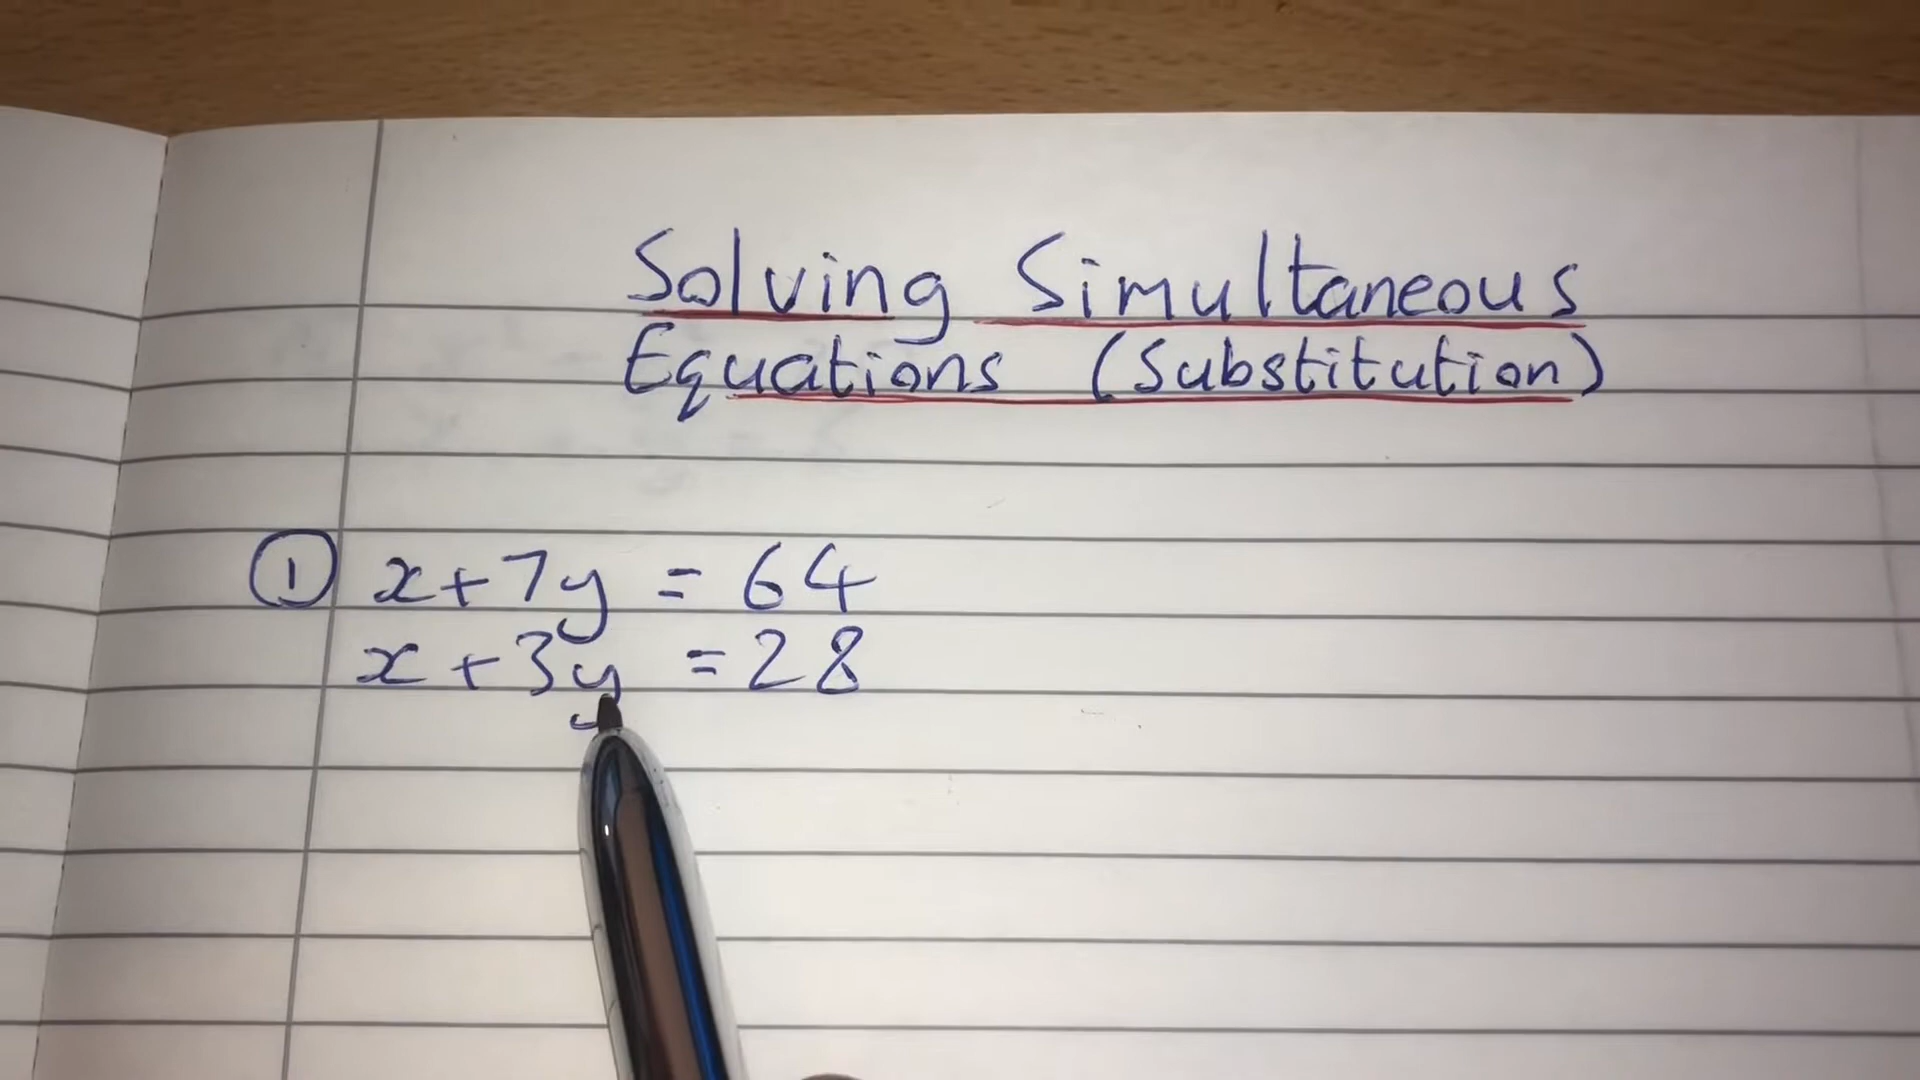 Solving Simultaneous
Equations (Substitution)
① x + 7y = 64
x + 3y = 28